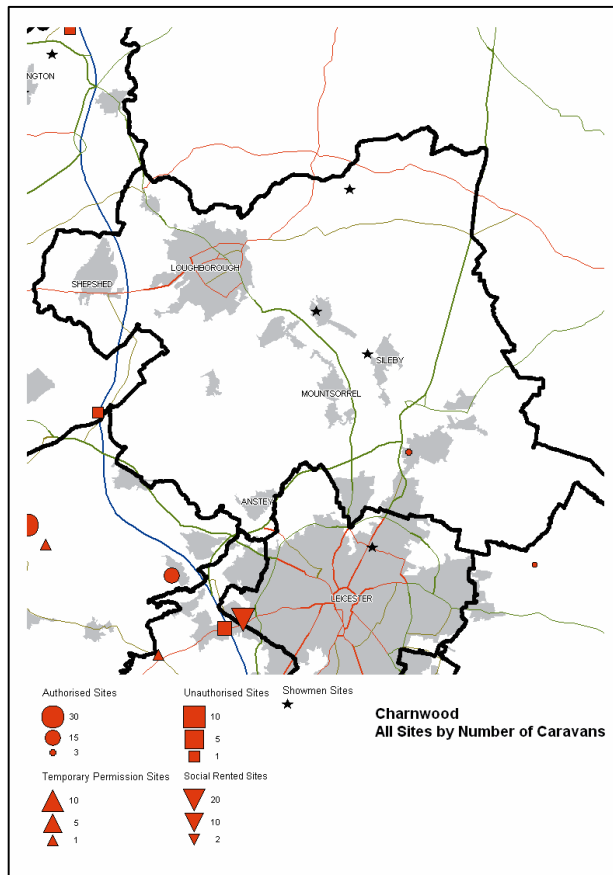 NGTON
LOUGHBOROUGH
SHEPSHED
SILEBY
MOUNTSORREL
ANSTEY
LEICESTER
Authorised Sites
30
15
3
Unauthorised Sites
10
5
1
Showmen Sites
Charnwood
All Sites by Number of Caravans
Temporary Permission Sites
10
5
1
Social Rented Sites
20
10
2